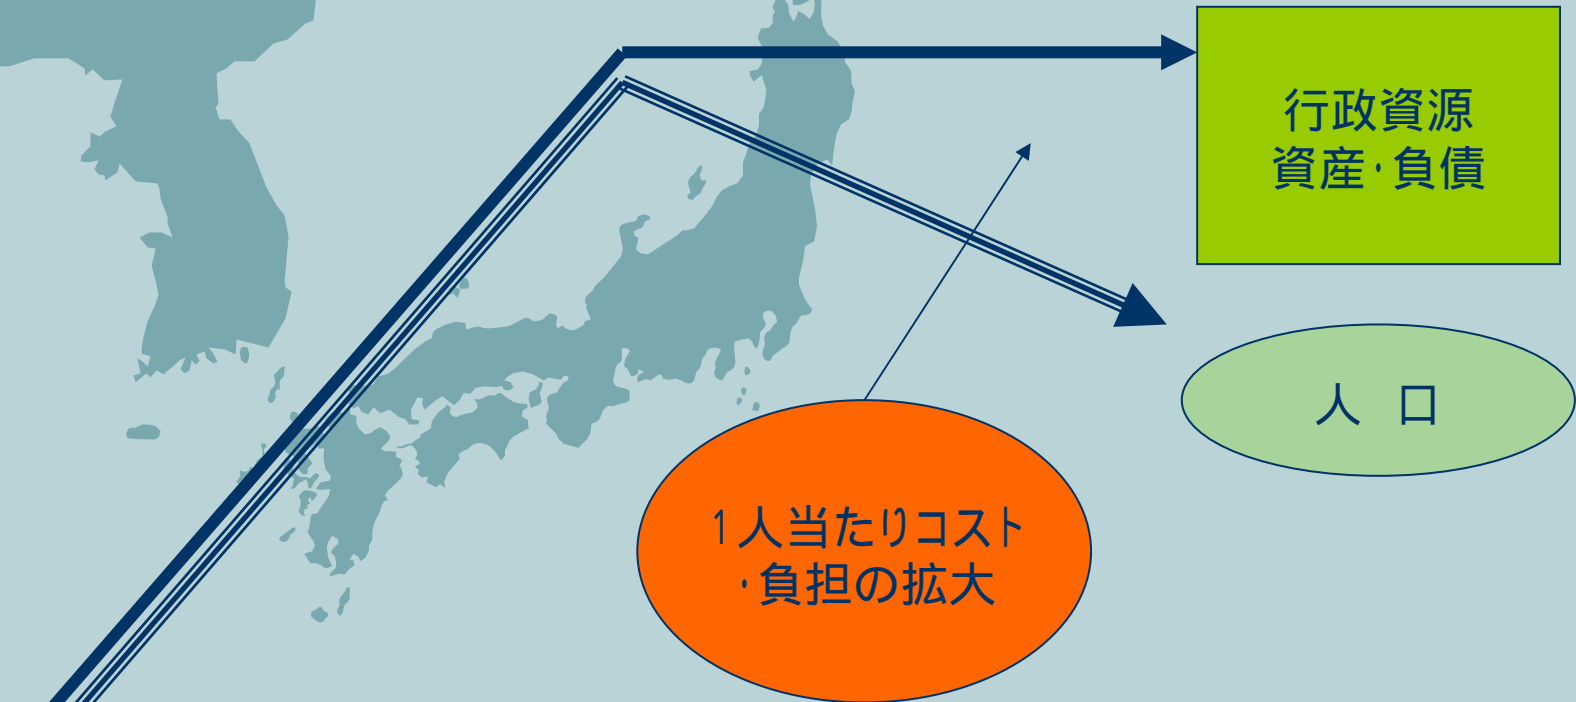 行政資源
資産・負債
人 口
1人当たりコスト
・負担の拡大